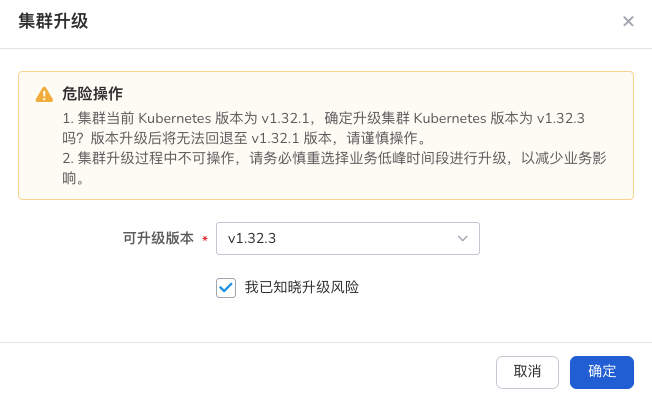 集群升级
危险操作
1. 集群当前 Kubernetes 版本为 v1.32.1，确定升级集群 Kubernetes 版本为 v1.32.3
吗？版本升级后将无法回退至 v1.32.1 版本，请谨慎操作。
2. 集群升级过程中不可操作，请务必慎重选择业务低峰时间段进行升级，以减少业务影
响。
可升级版本 * v1.32.3
我已知晓升级风险
取消 确定